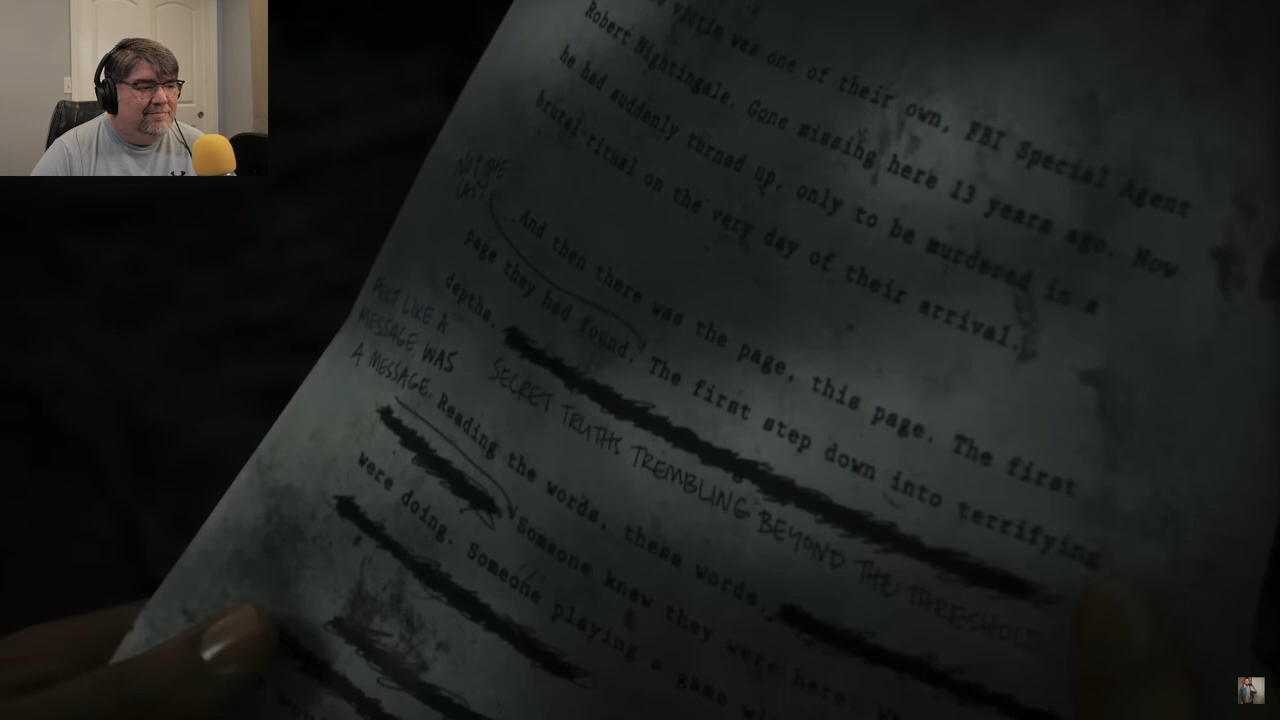 victim was one of their own, FBI Special Agent
Robert Nightingale. Gone missing here 13 years ago. Now
he had suddenly turned up, only to be murdered in a
brutal ritual on the very day of their arrival.
NOT THE
LAST
And then there was the page, this page. The first
page they had found. The first step down into terrifying
depths.
SECRET TRUTHS TREMBLING BEYOND THE THRESHOLD
FELT LIKE A
MESSAGE, WAS
A MESSAGE.
Reading the words, these words,
Someone knew they were here.
were doing. Someone playing a game